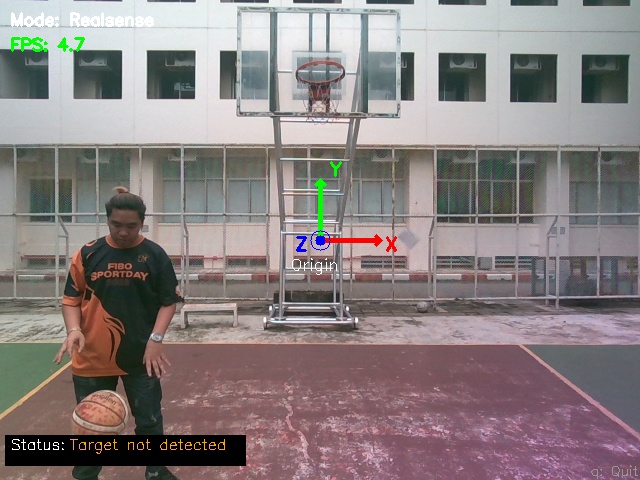 Mode: Realsense
FPS: 4.7
Y
Z
X
Origin
FIBO
SPORTDAY
Status: Target not detected
q: Quit